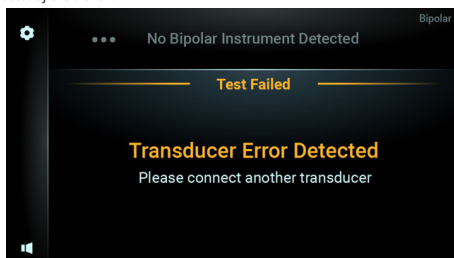 Bipolar
No Bipolar Instrument Detected
Test Failed
Transducer Error Detected
Please connect another transducer